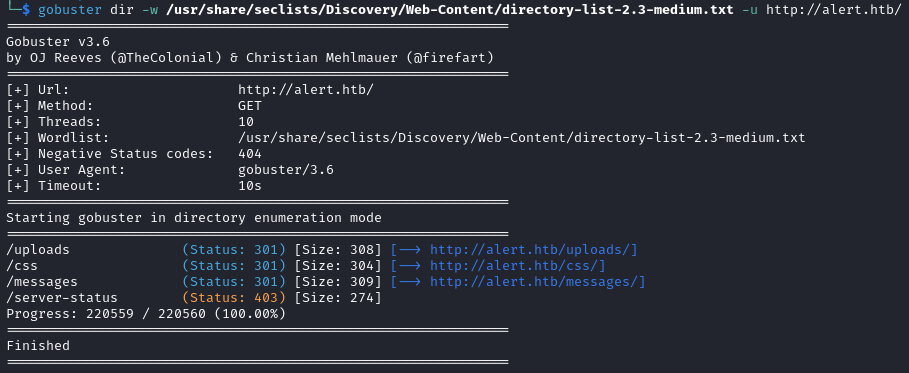 └─$ gobuster dir -w /usr/share/seclists/Discovery/Web-Content/directory-list-2.3-medium.txt -u http://alert.htb/
===============================================================
Gobuster v3.6
by OJ Reeves (@TheColonial) & Christian Mehlmauer (@firefart)
===============================================================
[+] Url:                     http://alert.htb/
[+] Method:                  GET
[+] Threads:                 10
[+] Wordlist:                /usr/share/seclists/Discovery/Web-Content/directory-list-2.3-medium.txt
[+] Negative Status codes:   404
[+] User Agent:              gobuster/3.6
[+] Timeout:                 10s
===============================================================
Starting gobuster in directory enumeration mode
===============================================================
/uploads              (Status: 301) [Size: 308] [--> http://alert.htb/uploads/]
/css                  (Status: 301) [Size: 304] [--> http://alert.htb/css/]
/messages             (Status: 301) [Size: 309] [--> http://alert.htb/messages/]
/server-status        (Status: 403) [Size: 274]
Progress: 220559 / 220560 (100.00%)
===============================================================
Finished
===============================================================